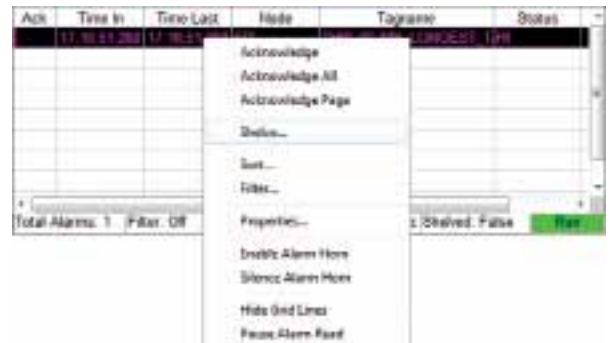 Ack Time In Time Last Node Tagname Status
Acknowledge
Acknowledge All
Acknowledge Page
Shelve...
Sort...
Filter...
Total Alarms: 1 Filter: Off Shelved: False Run
Properties...
Enable Alarm Horn
Silence Alarm Horn
Hide Grid Lines
Pause Alarm Read